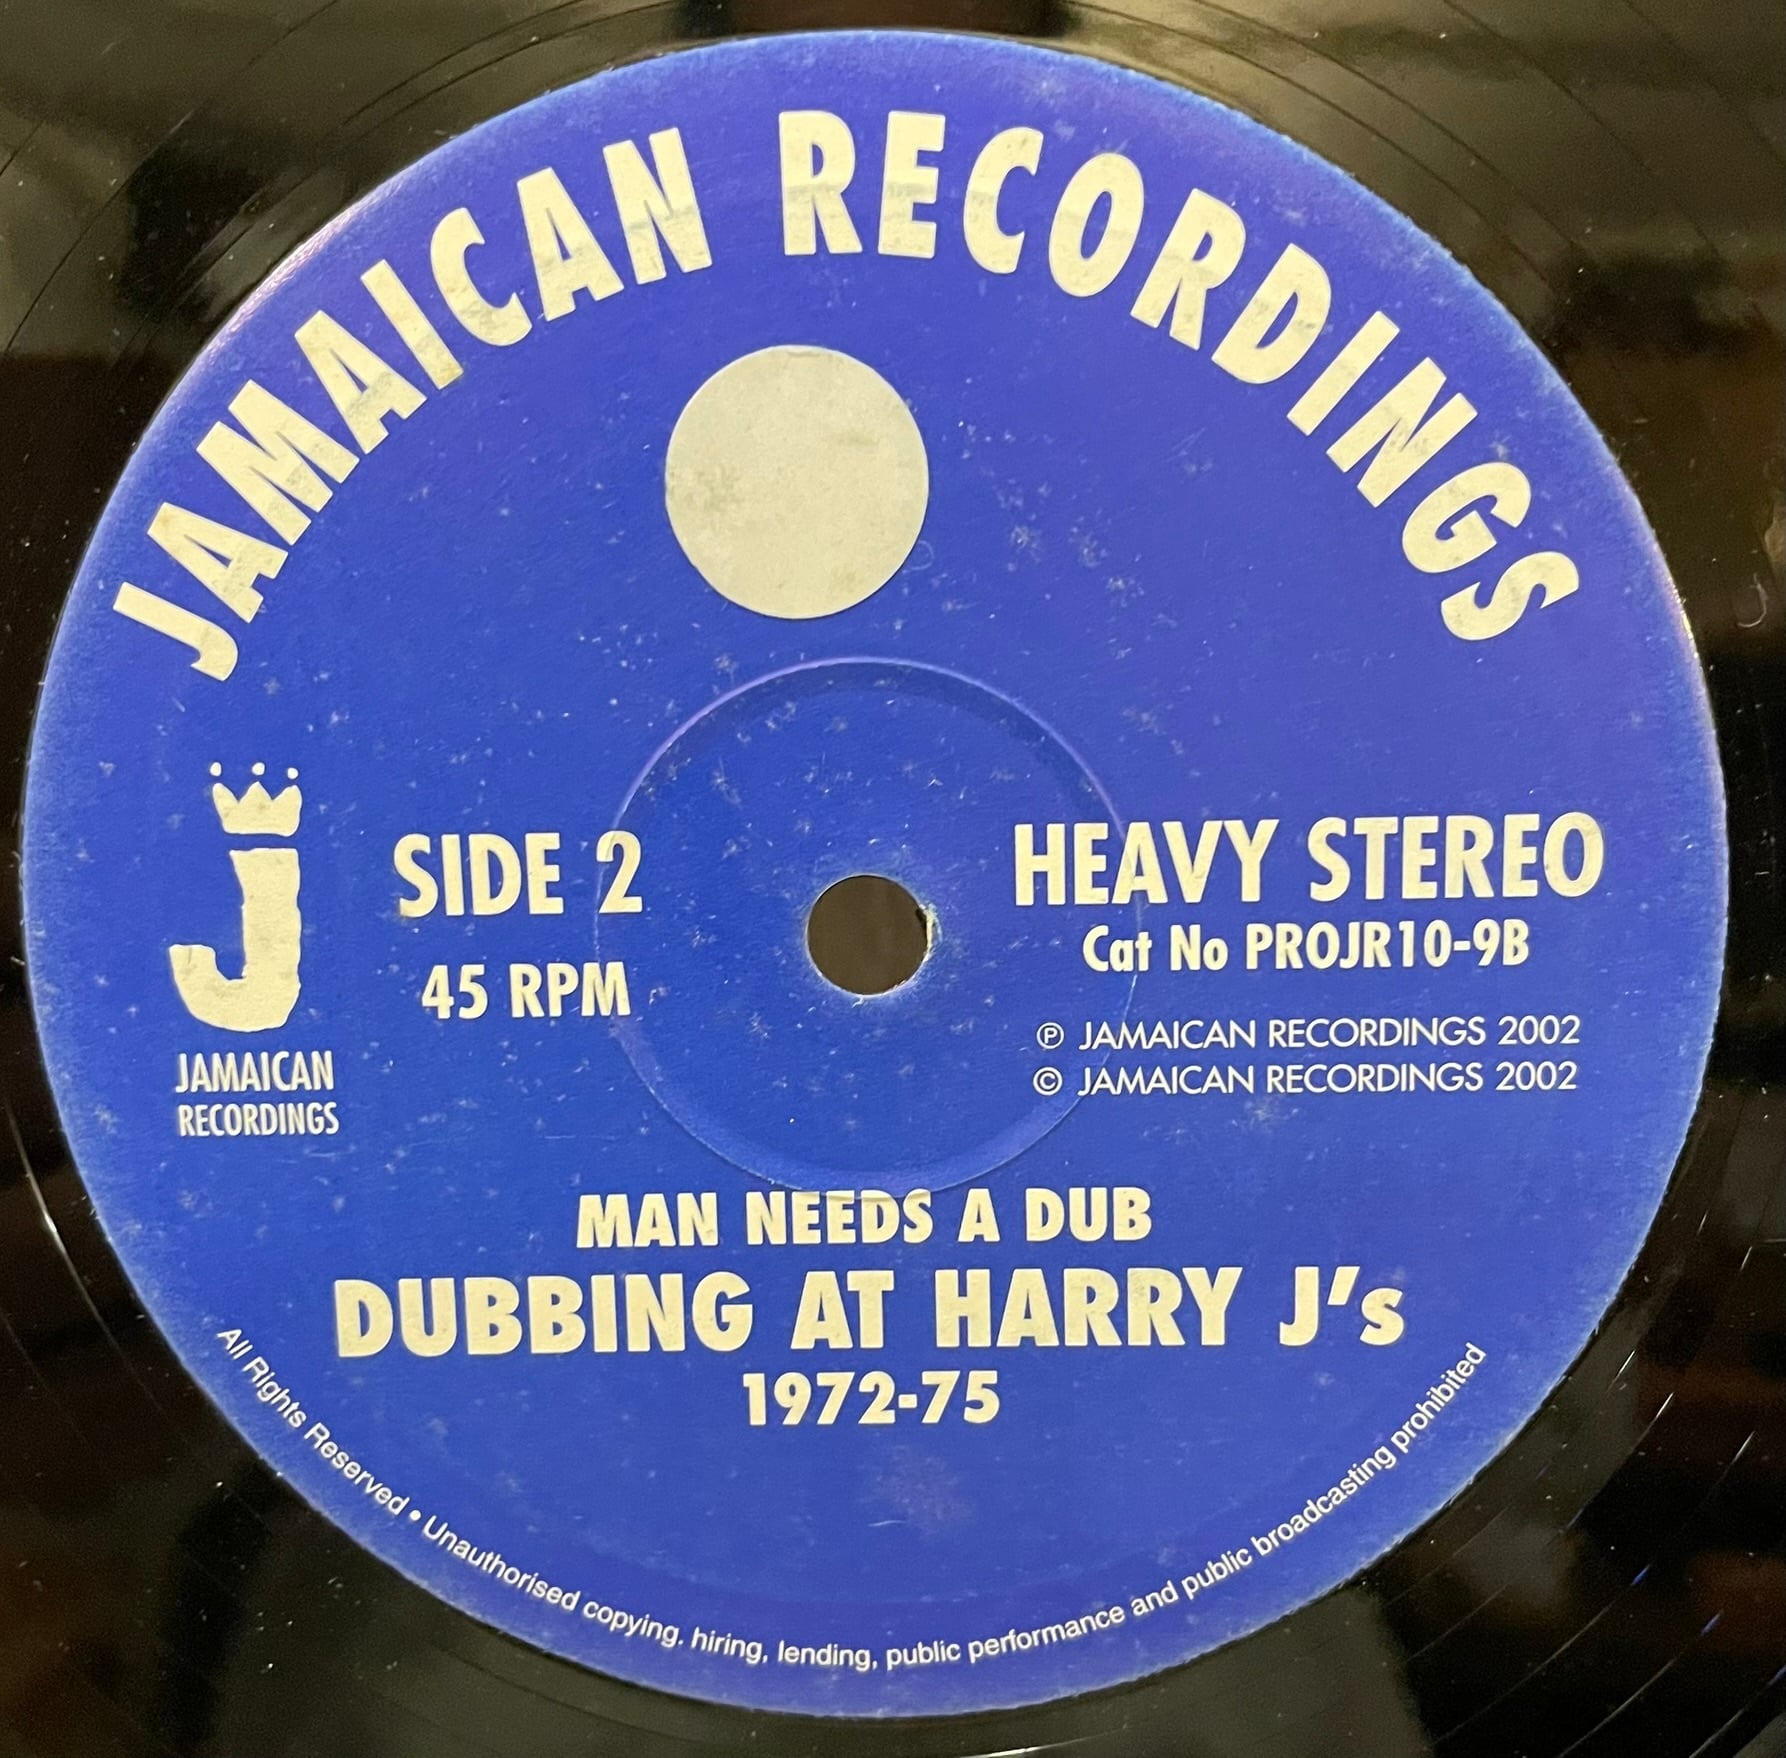 JAMAICAN RECORDINGS
SIDE 2
45 RPM
J
JAMAICAN
RECORDINGS
HEAVY STEREO
Cat No PROJR10-9B
℗ JAMAICAN RECORDINGS 2002
© JAMAICAN RECORDINGS 2002
MAN NEEDS A DUB
DUBBING AT HARRY J's
1972-75
All Rights Reserved • Unauthorised copying. hiring, lending, public performance and public broadcasting prohibited